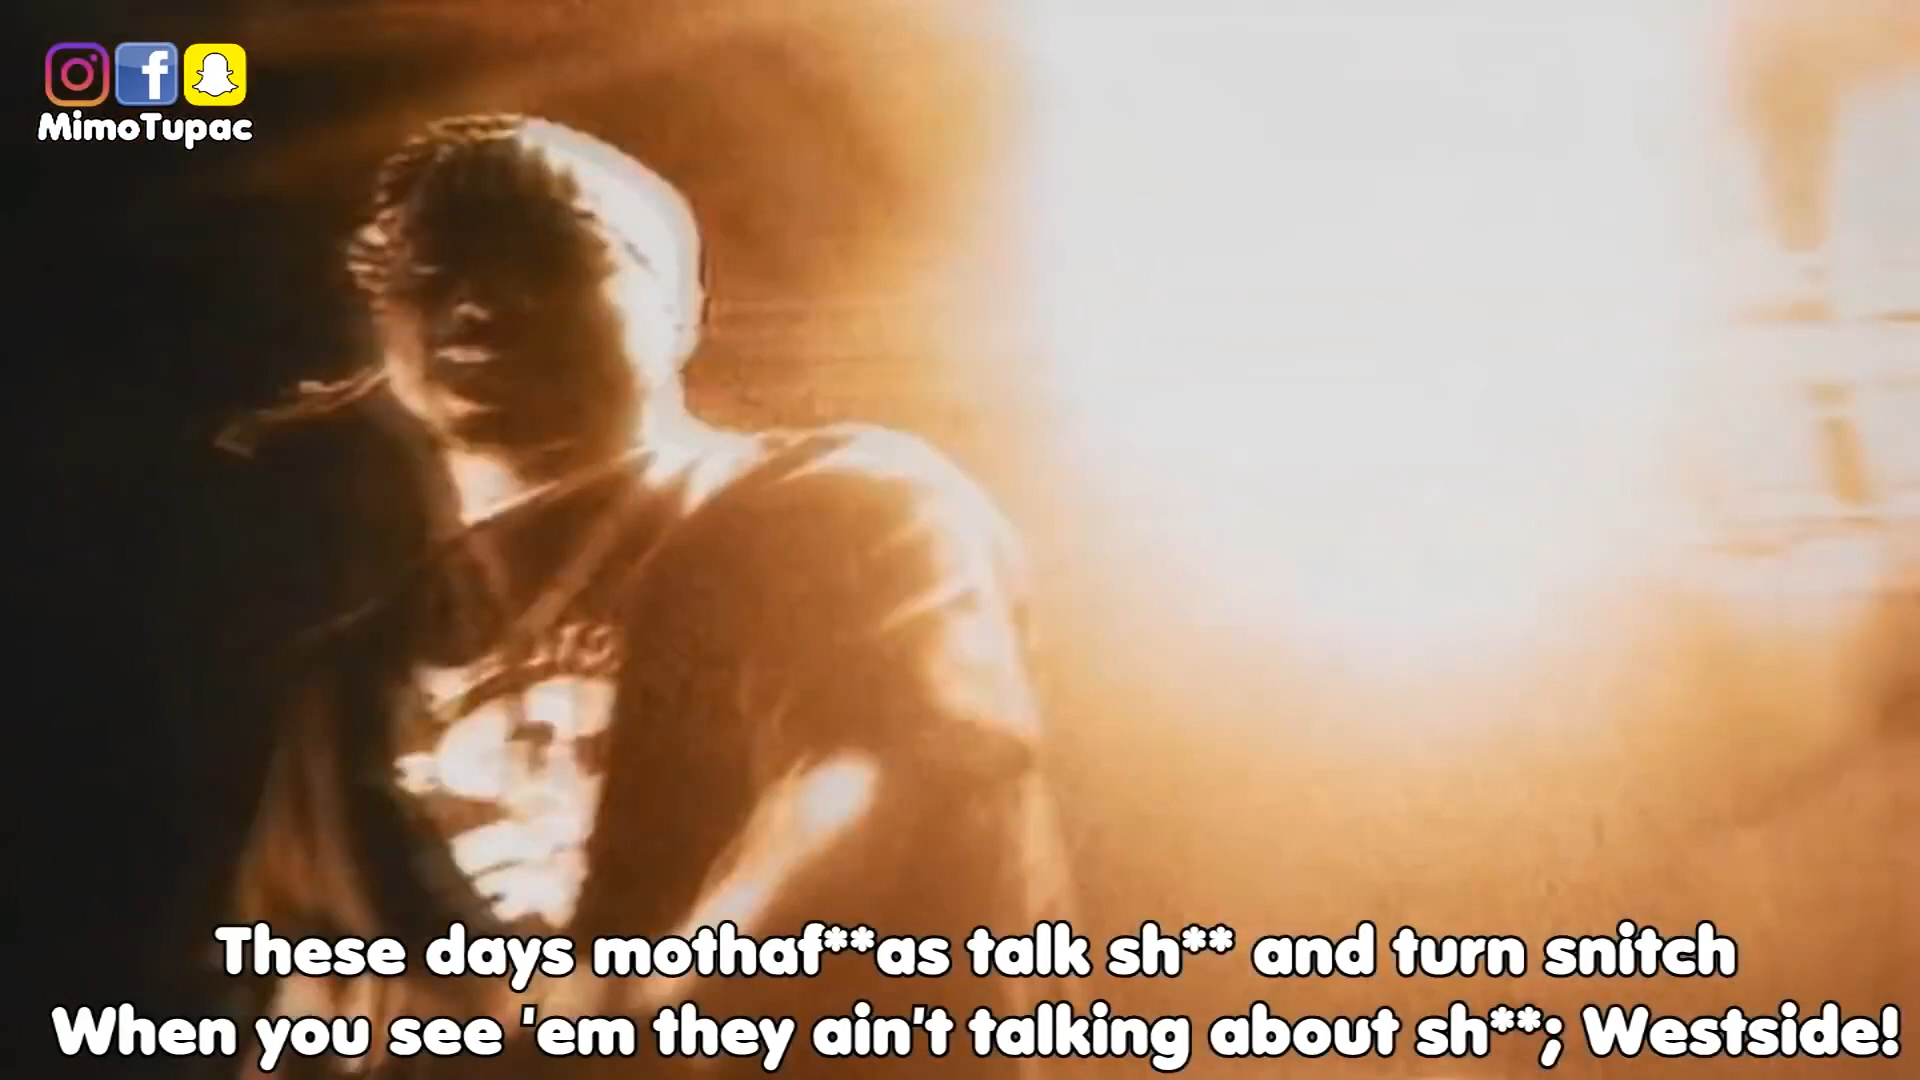 MimoTupac
These days mothaf**as talk sh** and turn snitch
When you see 'em they ain't talking about sh**; Westside!